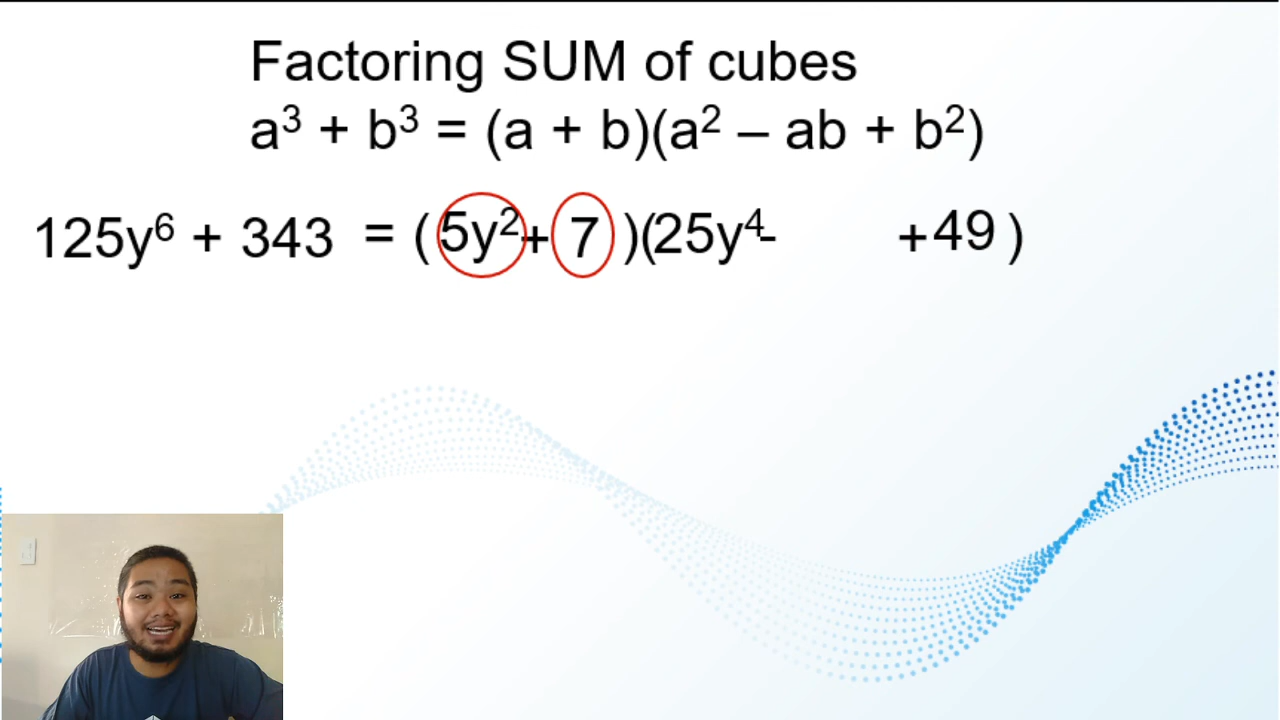 Factoring SUM of cubes
a³ + b³ = (a + b)(a² – ab + b²)
125y⁶ + 343 = (5y²+ 7 )(25y⁴- +49 )